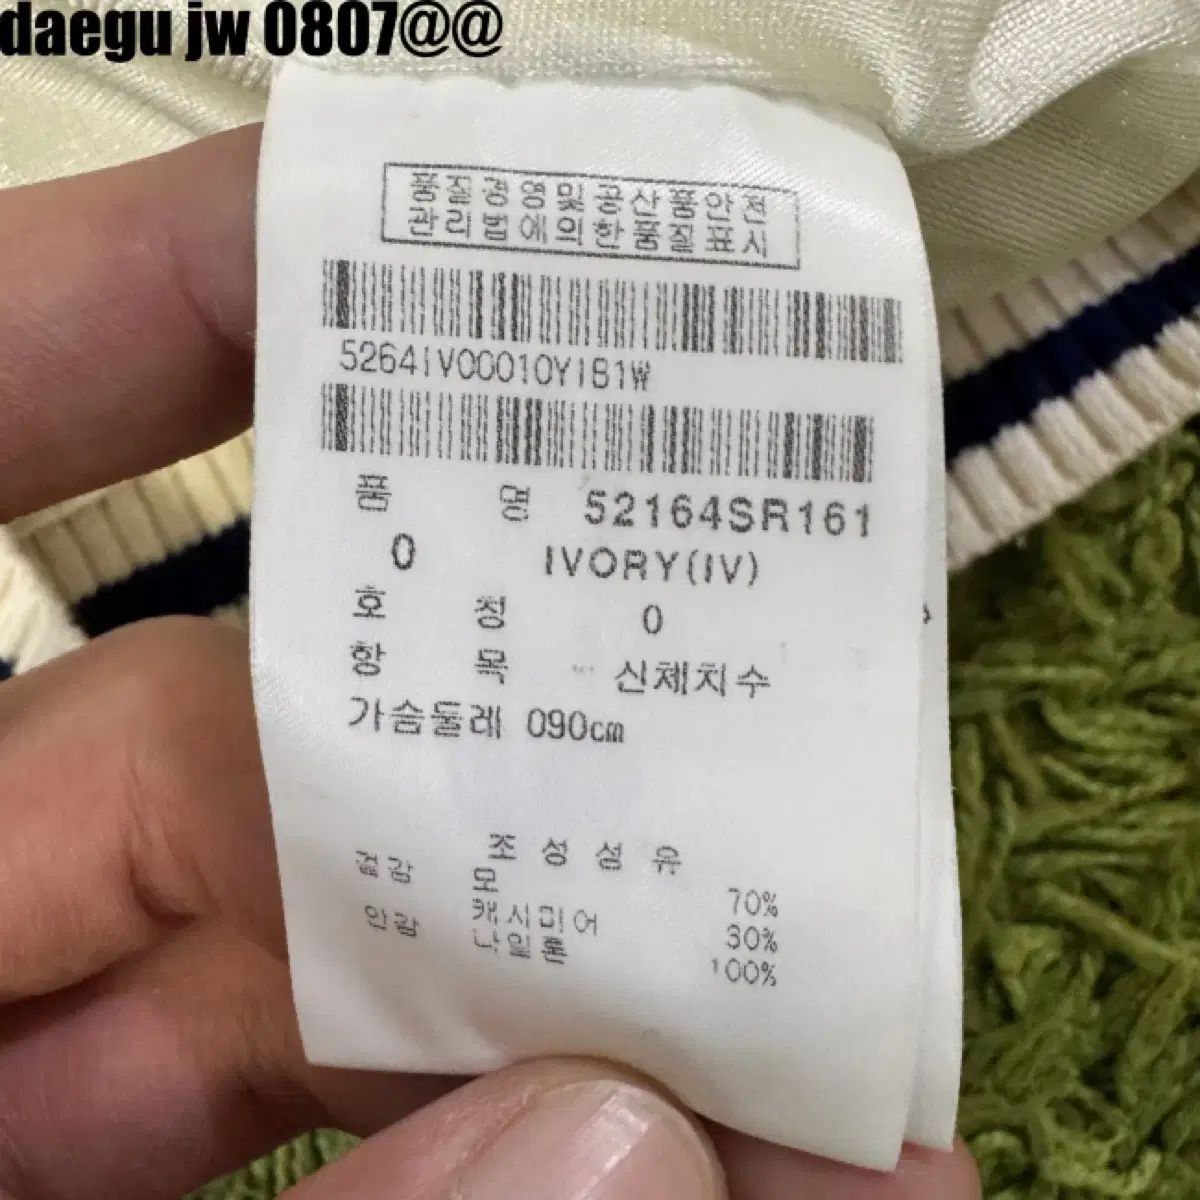 daegu jw 0807@@
품질경영및공산품안전
관리법에의한품질표시
5264IV00010YIB1W
품 명 52164SR161
0 IVORY(IV)
호 칭 0
항 목 신체치수
가슴둘레 090㎝
조성섬유
겉감 모 70%
캐시미어 30%
안감 나일론 100%